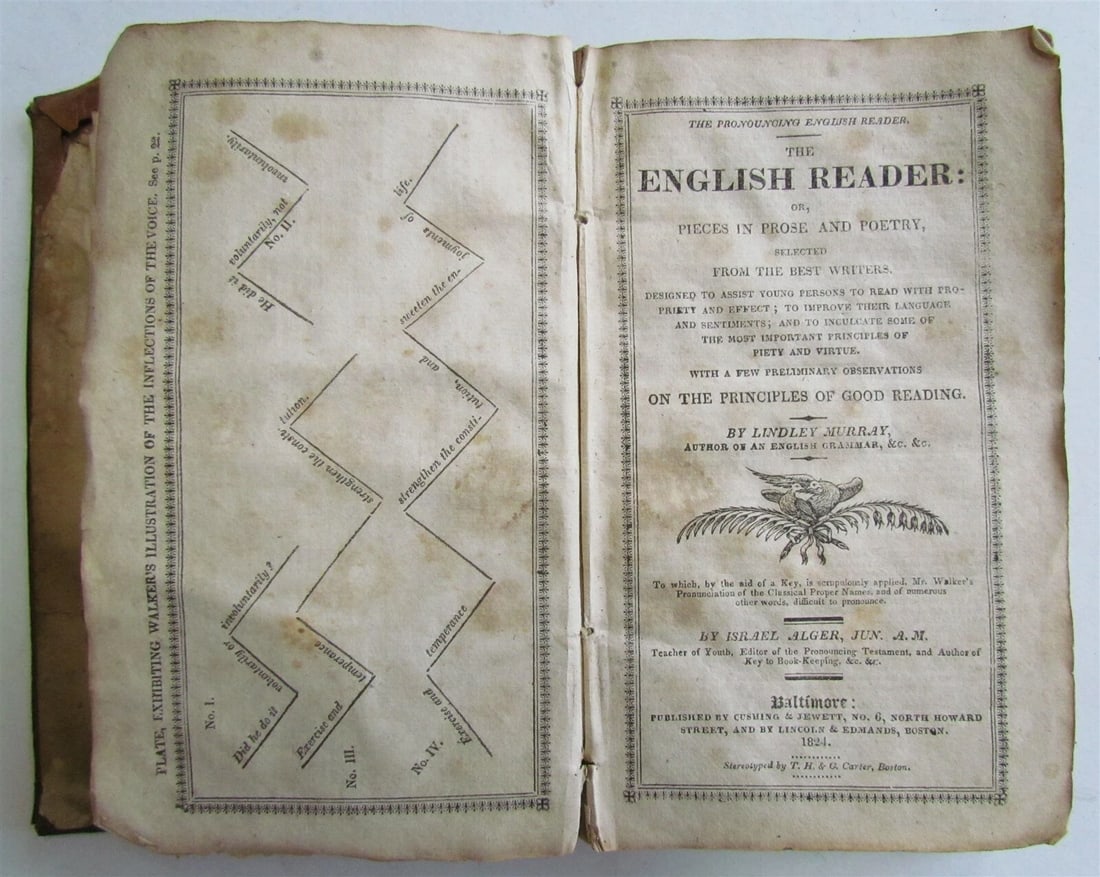 PLATE, EXHIBITING WALKER'S ILLUSTRATION OF THE INFLECTIONS OF THE VOICE. See p. 22.
No. I.
Did he do it voluntarily or involuntarily?
No. II.
He did it voluntarily, not involuntarily.
No. III.
Exercise and temperance strengthen the consti-tution.
No. IV.
Exercise and temperance strengthen the consti-tution, and sweeten the en-joyments of life.
THE PRONOUNCING ENGLISH READER.
THE
ENGLISH READER:
OR,
PIECES IN PROSE AND POETRY,
SELECTED
FROM THE BEST WRITERS.
DESIGNED TO ASSIST YOUNG PERSONS TO READ WITH PRO-
PRIETY AND EFFECT; TO IMPROVE THEIR LANGUAGE
AND SENTIMENTS; AND TO INCULCATE SOME OF
THE MOST IMPORTANT PRINCIPLES OF
PIETY AND VIRTUE.
WITH A FEW PRELIMINARY OBSERVATIONS
ON THE PRINCIPLES OF GOOD READING.
BY LINDLEY MURRAY,
AUTHOR OF AN ENGLISH GRAMMAR, &c. &c.
To which, by the aid of a Key, is scrupulously applied, Mr. Walker's
Pronunciation of the Classical Proper Names, and of numerous
other words, difficult to pronounce.
BY ISRAEL ALGER, JUN. A.M.
Teacher of Youth, Editor of the Pronouncing Testament, and Author of
Key to Book-Keeping, &c. &c.
Baltimore:
PUBLISHED BY CUSHING & JEWETT, NO. 6, NORTH HOWARD
STREET, AND BY LINCOLN & EDMANDS, BOSTON.
1824.
Stereotyped by T. H. & C. Carter, Boston.